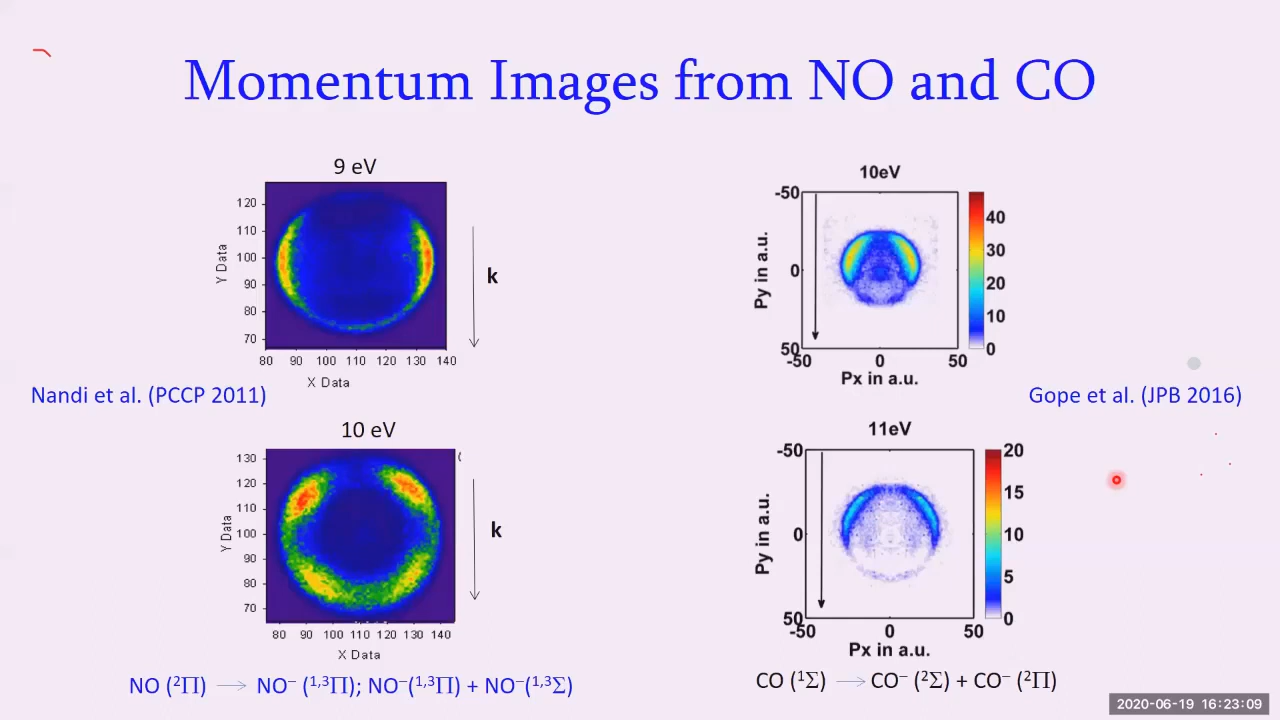 Momentum Images from NO and CO
9 eV
120
110
100
90
80
70
Y Data
80 90 100 110 120 130 140
X Data
k
10eV
-50
0
50
Py in a.u.
-50 0 50
Px in a.u.
40
30
20
10
0
Nandi et al. (PCCP 2011)
Gope et al. (JPB 2016)
10 eV
130
120
110
100
90
80
70
Y Data
80 90 100 110 120 130 140
X Data
k
11eV
-50
0
50
Py in a.u.
-50 0 50
Px in a.u.
20
15
10
5
0
NO (²Π) → NO⁻ (¹,³Π); NO⁻(¹,³Π) + NO⁻(¹,³Σ)
CO (¹Σ) → CO⁻ (²Σ) + CO⁻ (²Π)
2020-06-19 16:23:09